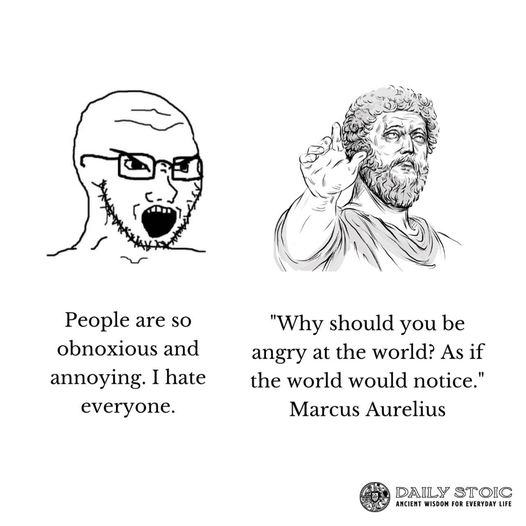 People are so
obnoxious and
annoying. I hate
everyone.
"Why should you be
angry at the world? As if
the world would notice."
Marcus Aurelius
DAILY STOIC
ANCIENT WISDOM FOR EVERYDAY LIFE